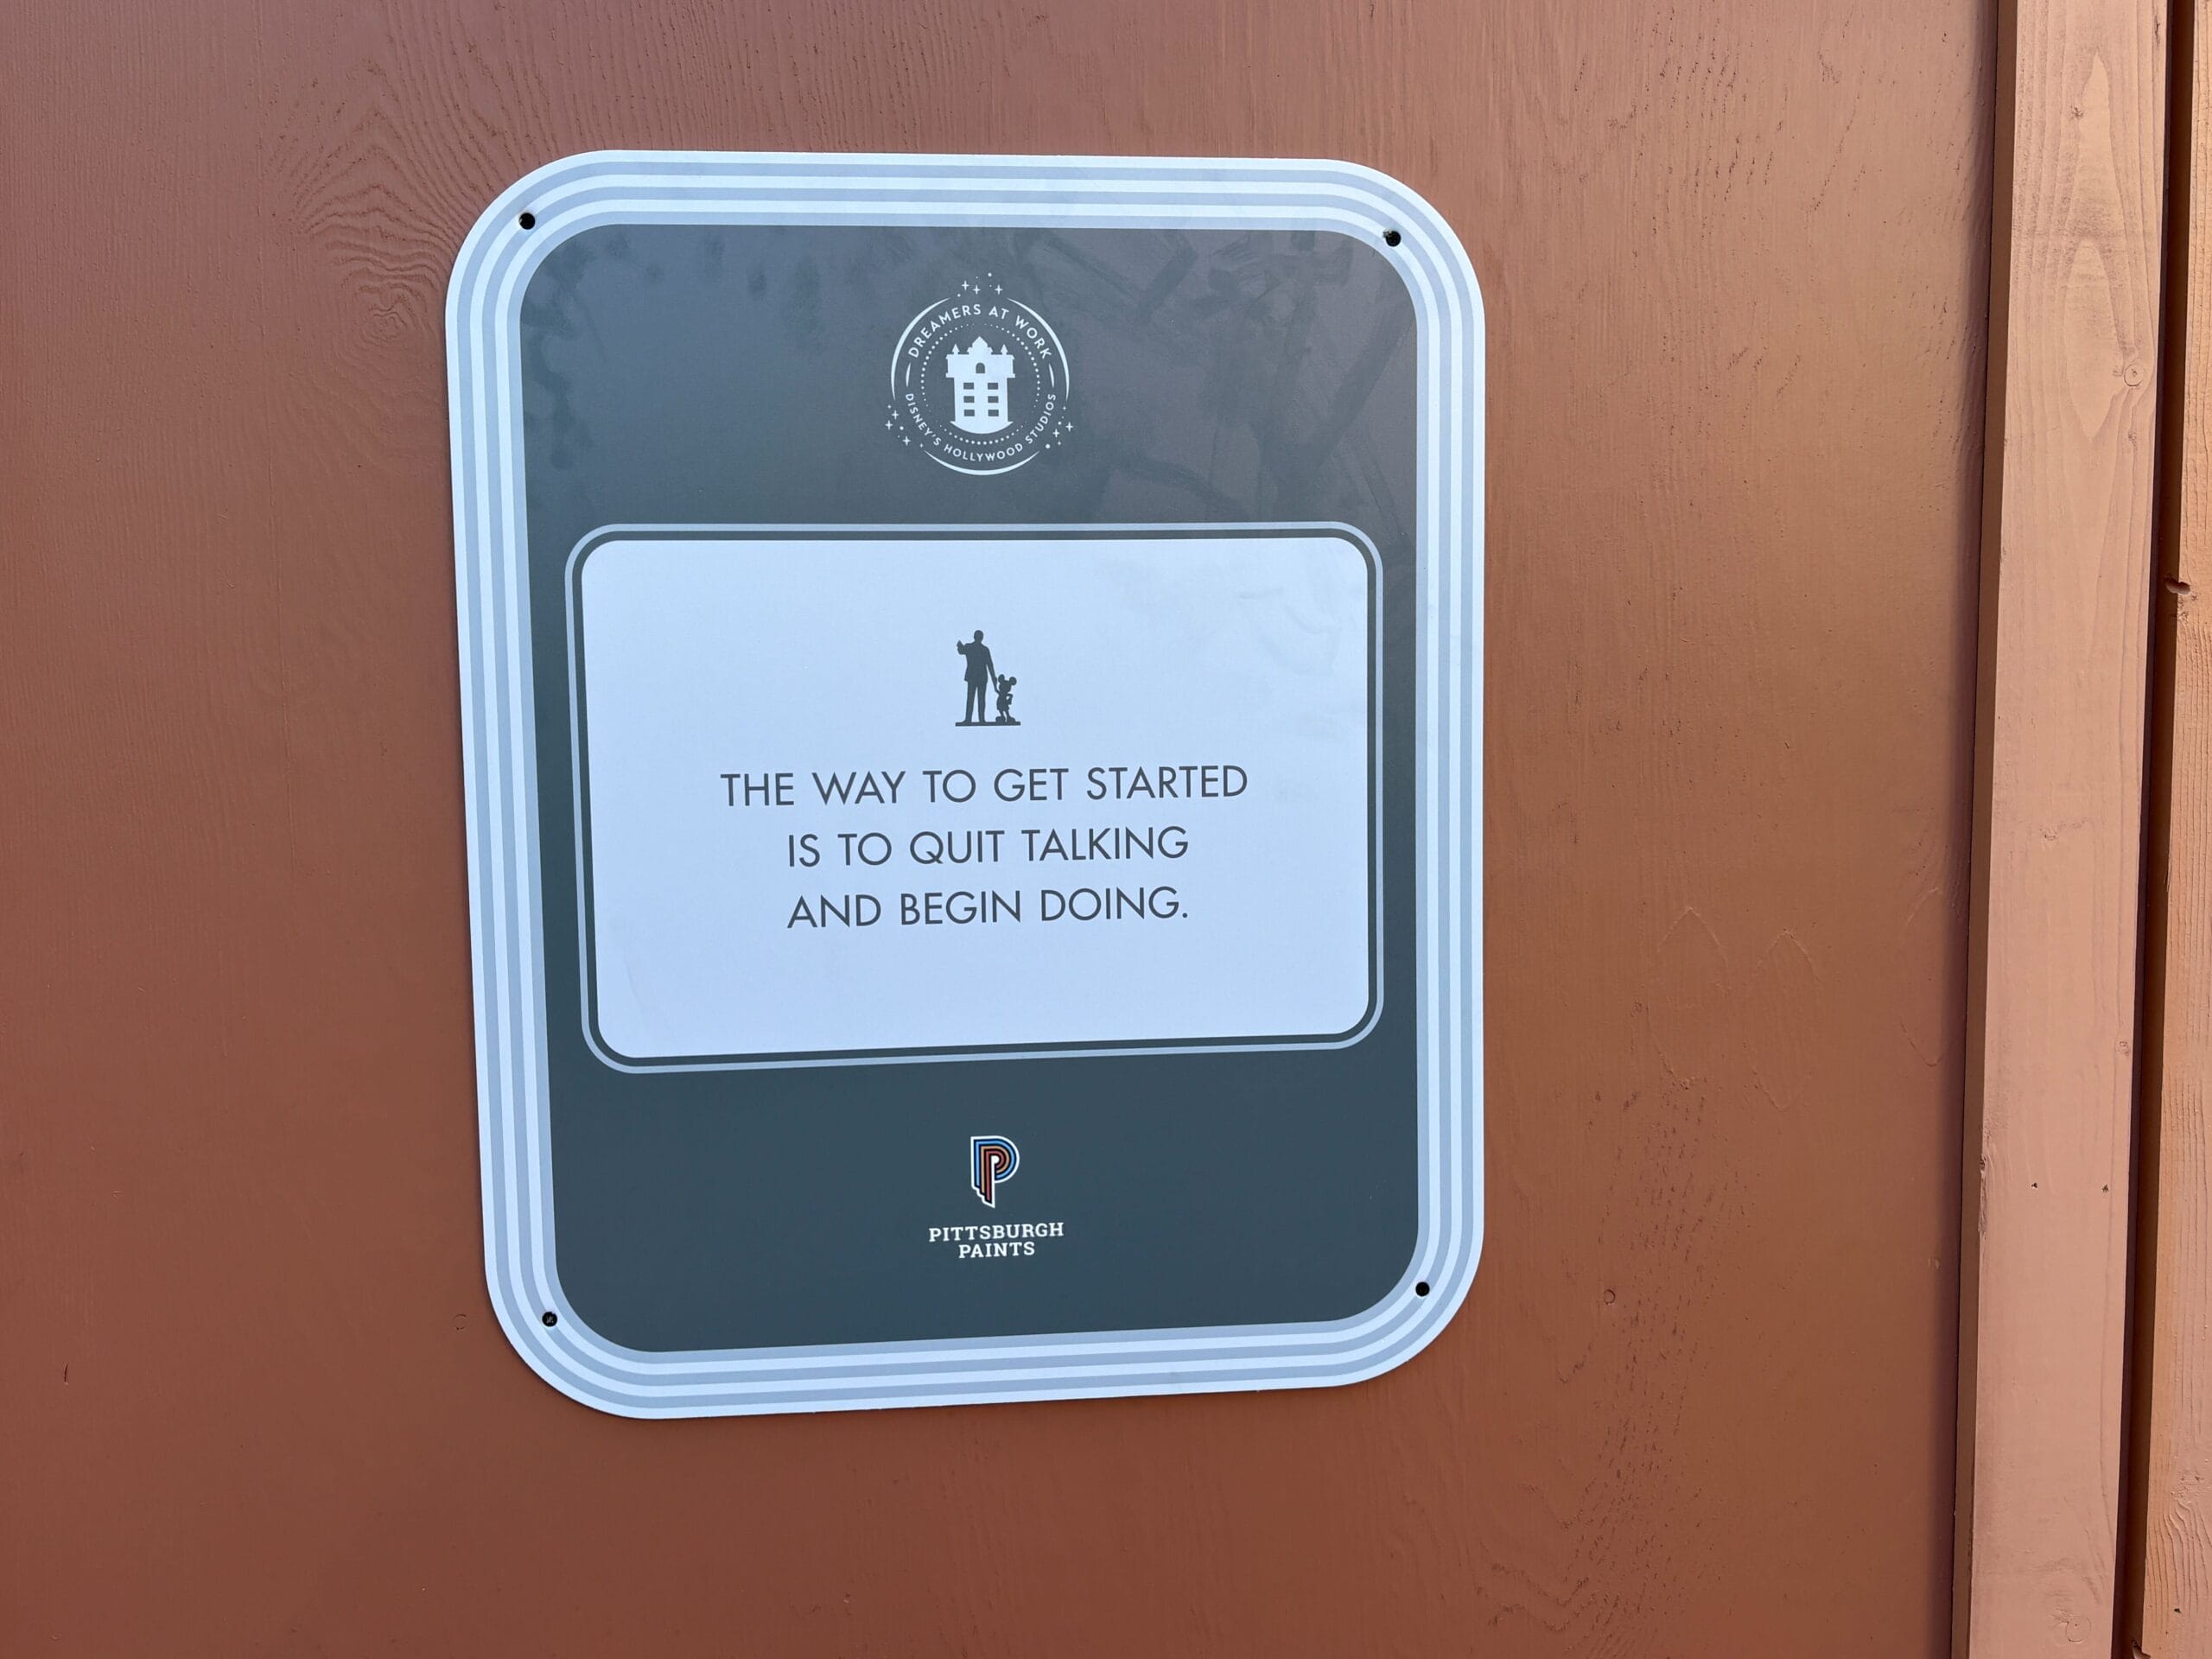 DREAMERS AT WORK
DISNEY'S HOLLYWOOD STUDIOS
THE WAY TO GET STARTED
IS TO QUIT TALKING
AND BEGIN DOING.
P
PITTSBURGH
PAINTS